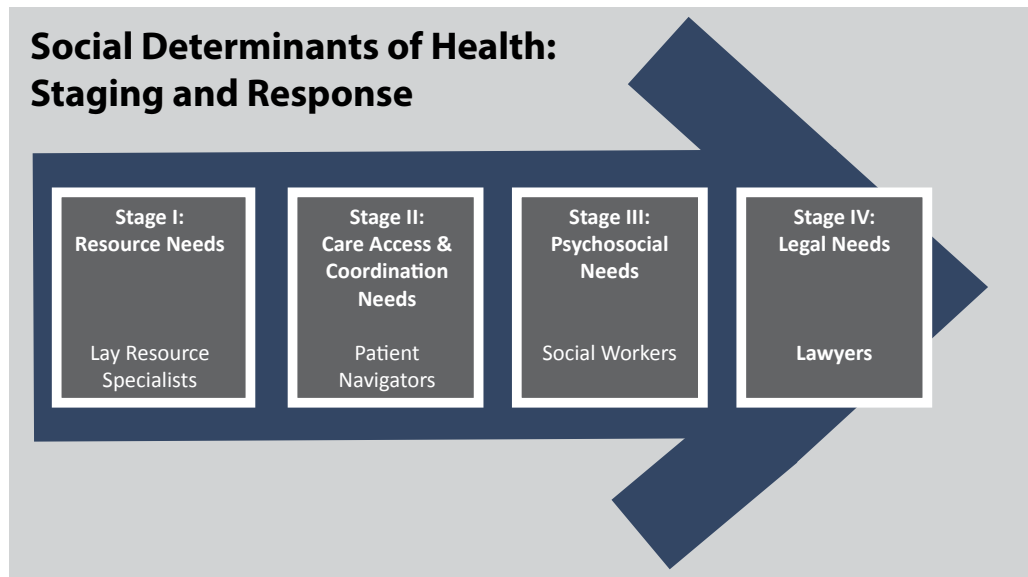 Social Determinants of Health:
Staging and Response
Stage I:
Resource Needs
Lay Resource
Specialists
Stage II:
Care Access &
Coordination
Needs
Patient
Navigators
Stage III:
Psychosocial
Needs
Social Workers
Stage IV:
Legal Needs
Lawyers